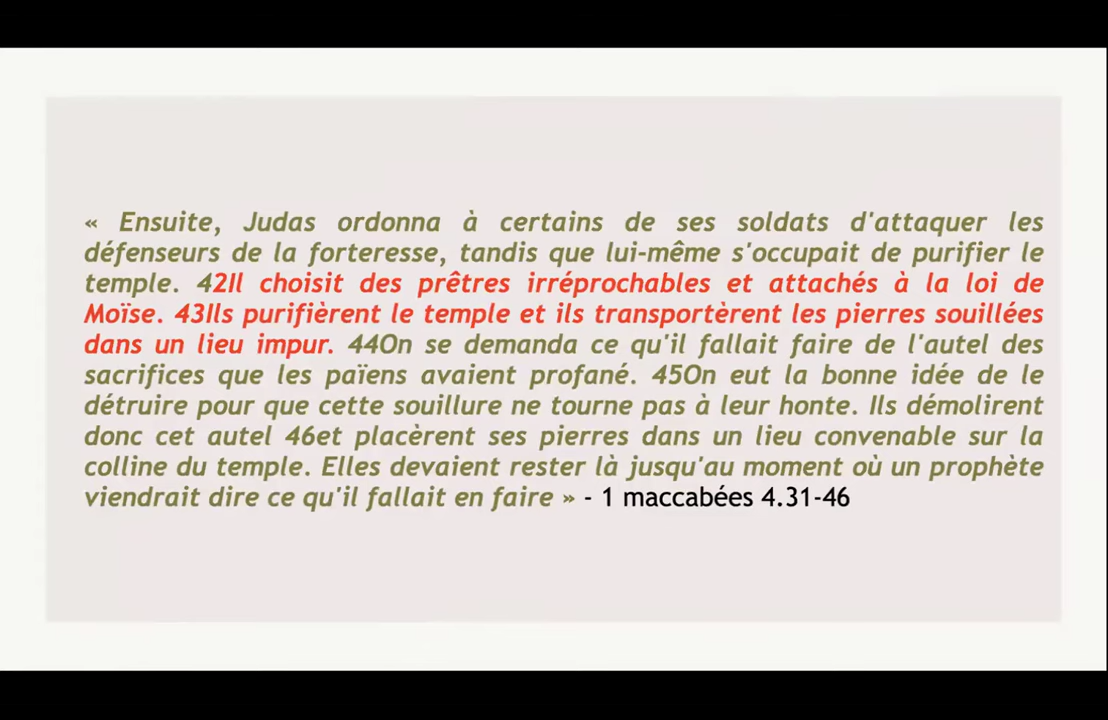 « Ensuite, Judas ordonna à certains de ses soldats d'attaquer les
défenseurs de la forteresse, tandis que lui-même s'occupait de purifier le
temple. 42Il choisit des prêtres irréprochables et attachés à la loi de
Moïse. 43Ils purifièrent le temple et ils transportèrent les pierres souillées
dans un lieu impur. 44On se demanda ce qu'il fallait faire de l'autel des
sacrifices que les païens avaient profané. 45On eut la bonne idée de le
détruire pour que cette souillure ne tourne pas à leur honte. Ils démolirent
donc cet autel 46et placèrent ses pierres dans un lieu convenable sur la
colline du temple. Elles devaient rester là jusqu'au moment où un prophète
viendrait dire ce qu'il fallait en faire » - 1 maccabées 4.31-46